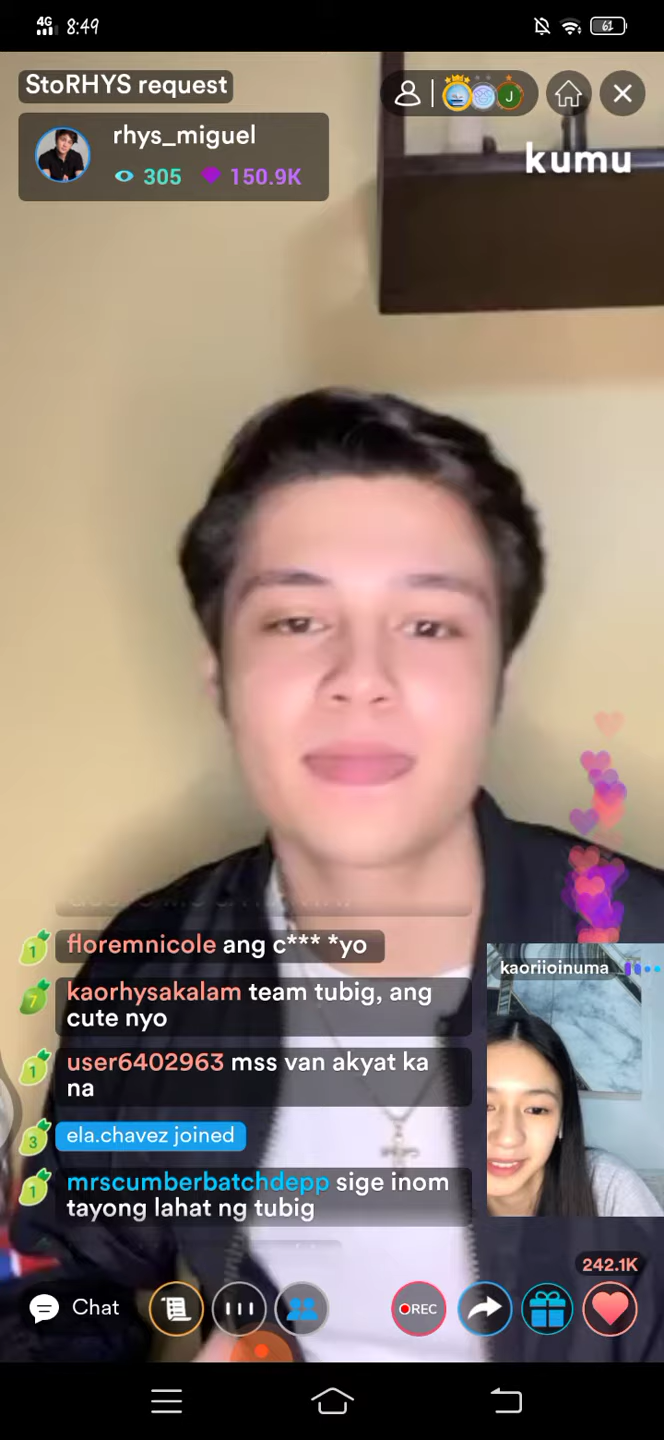 4G 8:49 61
StoRHYS request
J
rhys_miguel
305 150.9K
kumu
floremnicole ang c*** *yo
kaorhysakalam team tubig, ang
cute nyo
user6402963 mss van akyat ka
na
ela.chavez joined
mrscumberbatchdepp sige inom
tayong lahat ng tubig
kaoriioinuma
1
7
1
3
1
242.1K
Chat
REC